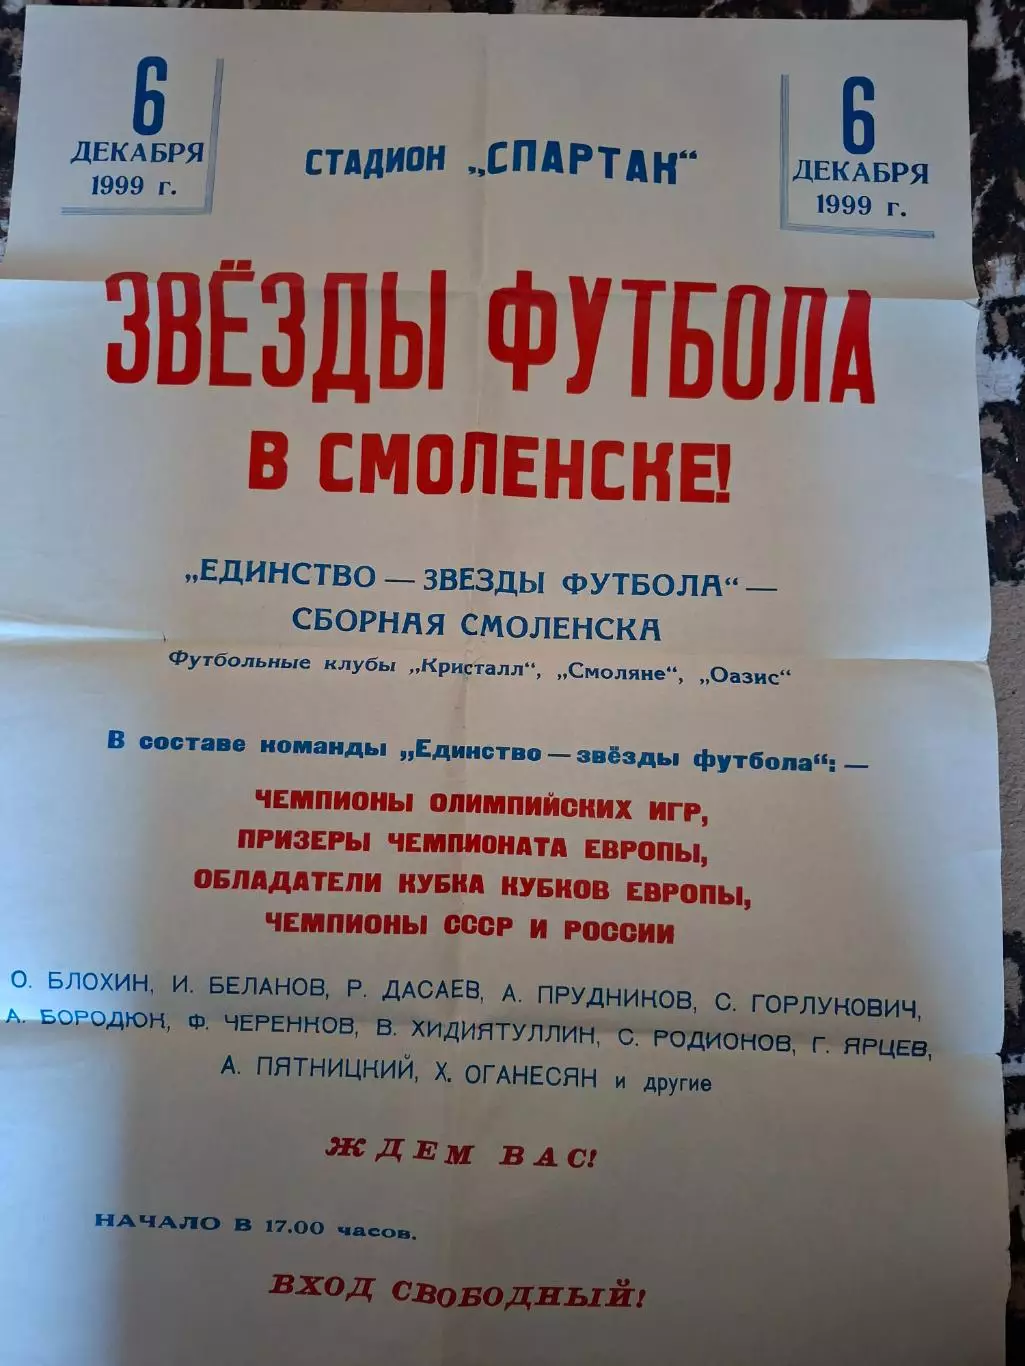 6
ДЕКАБРЯ
1999 г.
СТАДИОН „СПАРТАК“
6
ДЕКАБРЯ
1999 г.
ЗВЁЗДЫ ФУТБОЛА
В СМОЛЕНСКЕ!
„ЕДИНСТВО — ЗВЕЗДЫ ФУТБОЛА“ —
СБОРНАЯ СМОЛЕНСКА
Футбольные клубы „Кристалл“, „Смоляне“, „Оазис“
В составе команды „Единство — звёзды футбола“: —
ЧЕМПИОНЫ ОЛИМПИЙСКИХ ИГР,
ПРИЗЕРЫ ЧЕМПИОНАТА ЕВРОПЫ,
ОБЛАДАТЕЛИ КУБКА КУБКОВ ЕВРОПЫ,
ЧЕМПИОНЫ СССР И РОССИИ
О. БЛОХИН, И. БЕЛАНОВ, Р. ДАСАЕВ, А. ПРУДНИКОВ, С. ГОРЛУКОВИЧ,
А. БОРОДЮК, Ф. ЧЕРЕНКОВ, В. ХИДИЯТУЛЛИН, С. РОДИОНОВ, Г. ЯРЦЕВ,
А. ПЯТНИЦКИЙ, Х. ОГАНЕСЯН и другие
ЖДЕМ ВАС!
НАЧАЛО В 17.00 часов.
ВХОД СВОБОДНЫЙ!